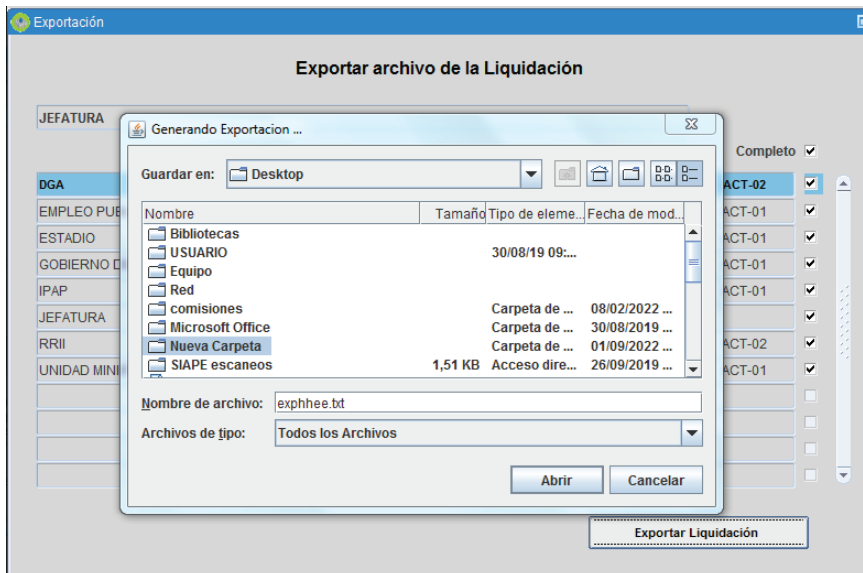 Exportación
Exportar archivo de la Liquidación
JEFATURA
Completo
DGA ACT-02
EMPLEO PUE ACT-01
ESTADIO ACT-01
GOBIERNO D ACT-01
IPAP ACT-01
JEFATURA
RRII ACT-02
UNIDAD MINI ACT-01
Generando Exportacion ...
Guardar en: Desktop
Nombre Tamaño Tipo de eleme... Fecha de mod...
Bibliotecas
USUARIO 30/08/19 09:...
Equipo
Red
comisiones Carpeta de ... 08/02/2022 ...
Microsoft Office Carpeta de ... 30/08/2019 ...
Nueva Carpeta Carpeta de ... 01/09/2022 ...
SIAPE escaneos 1,51 KB Acceso dire... 26/09/2019 ...
Nombre de archivo: exphhee.txt
Archivos de tipo: Todos los Archivos
Abrir Cancelar
Exportar Liquidación